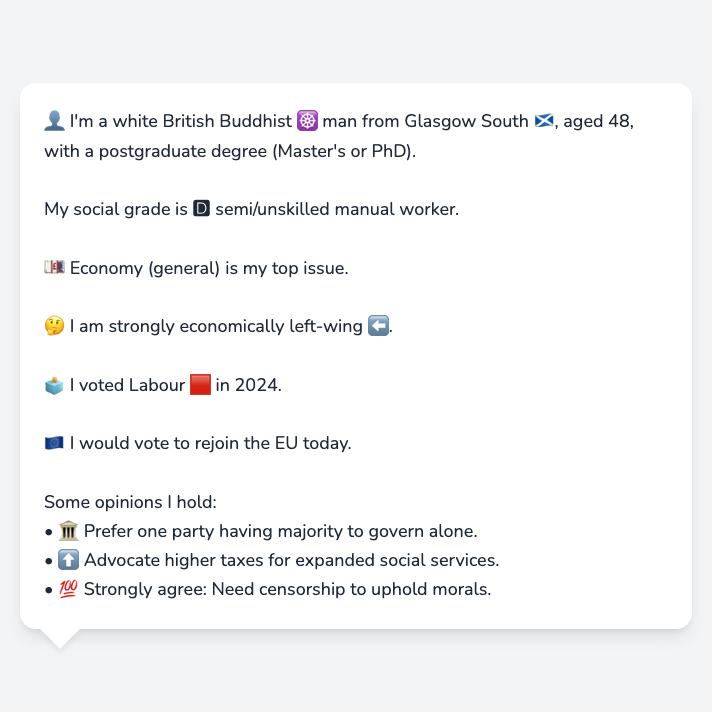 👤 I'm a white British Buddhist ☸️ man from Glasgow South 🏴󠁧󠁢󠁳󠁣󠁴󠁿, aged 48,
with a postgraduate degree (Master's or PhD).
My social grade is 🅳 semi/unskilled manual worker.
💷 Economy (general) is my top issue.
🤔 I am strongly economically left-wing ⬅️.
🗳️ I voted Labour 🟥 in 2024.
🇪🇺 I would vote to rejoin the EU today.
Some opinions I hold:
• 🏛️ Prefer one party having majority to govern alone.
• ⬆️ Advocate higher taxes for expanded social services.
• 💯 Strongly agree: Need censorship to uphold morals.